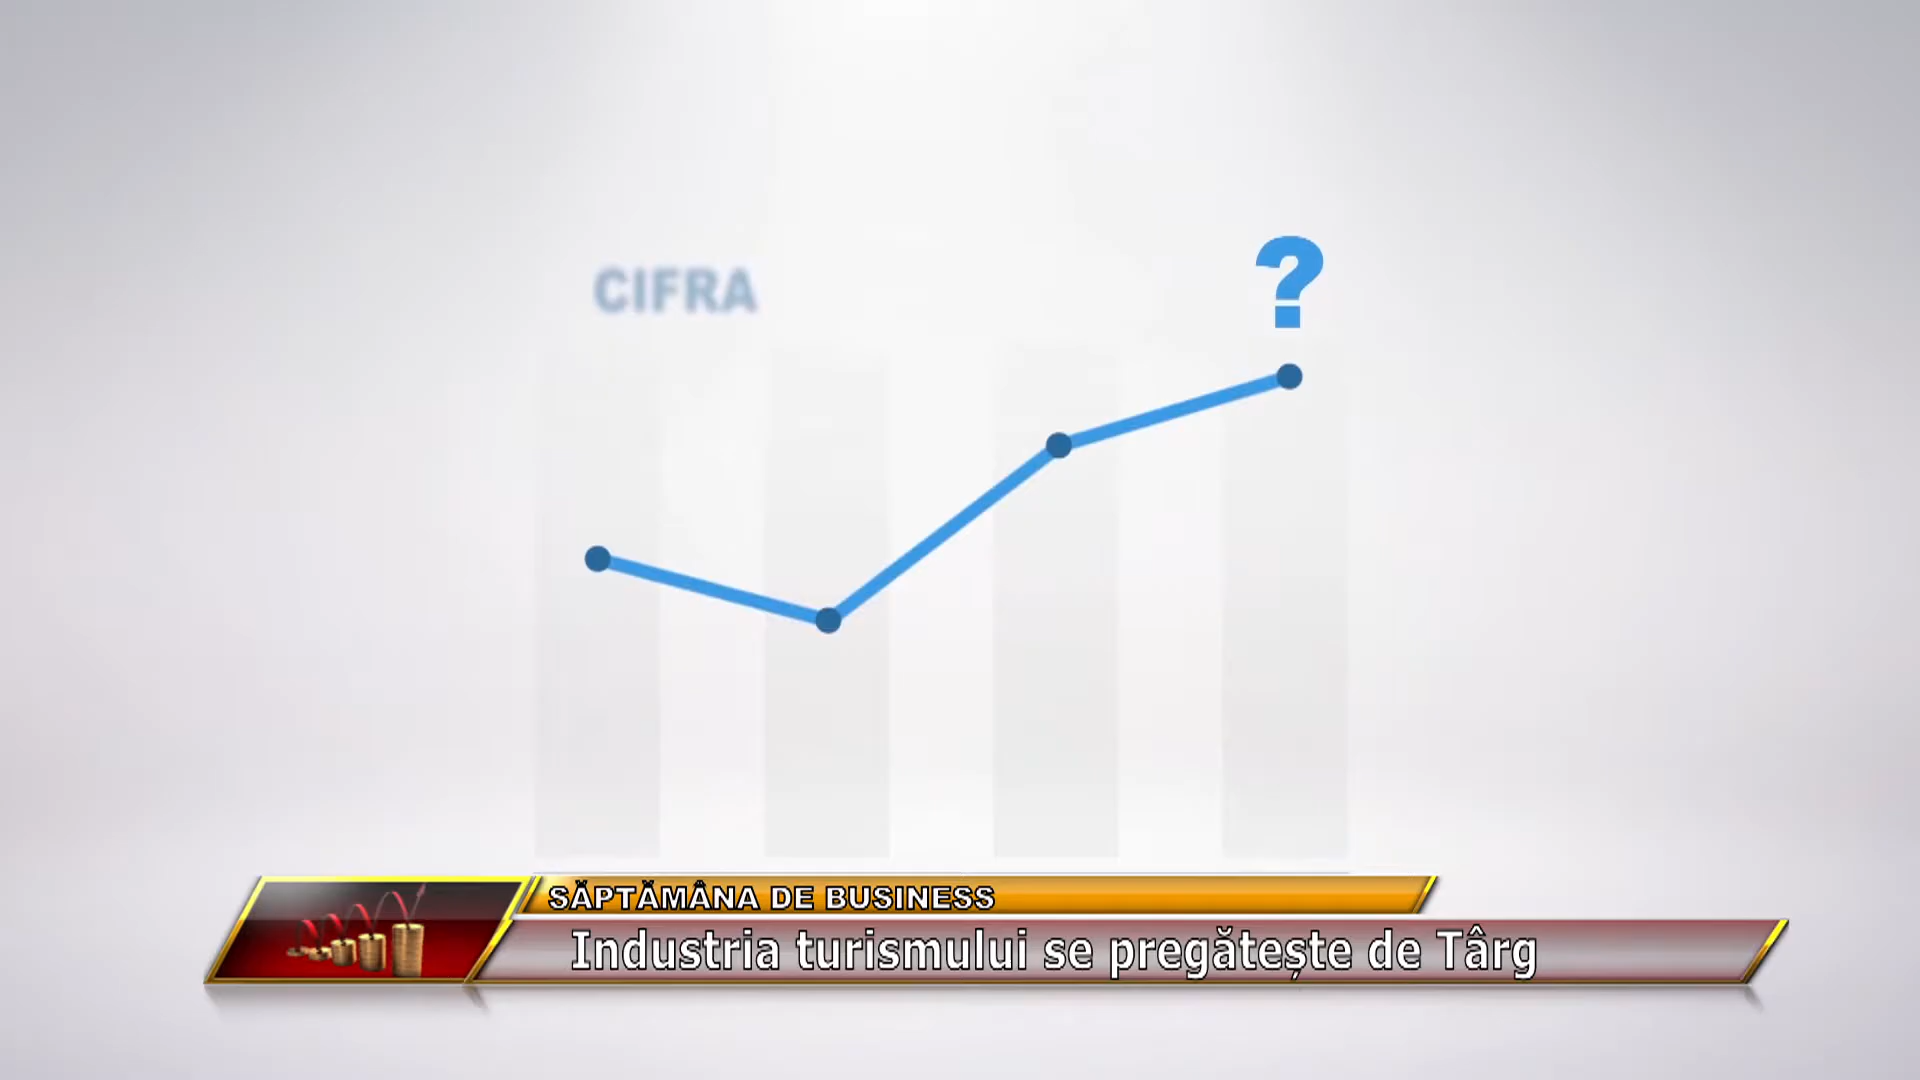 CIFRA
?
SĂPTĂMÂNA DE BUSINESS
Industria turismului se pregătește de Târg